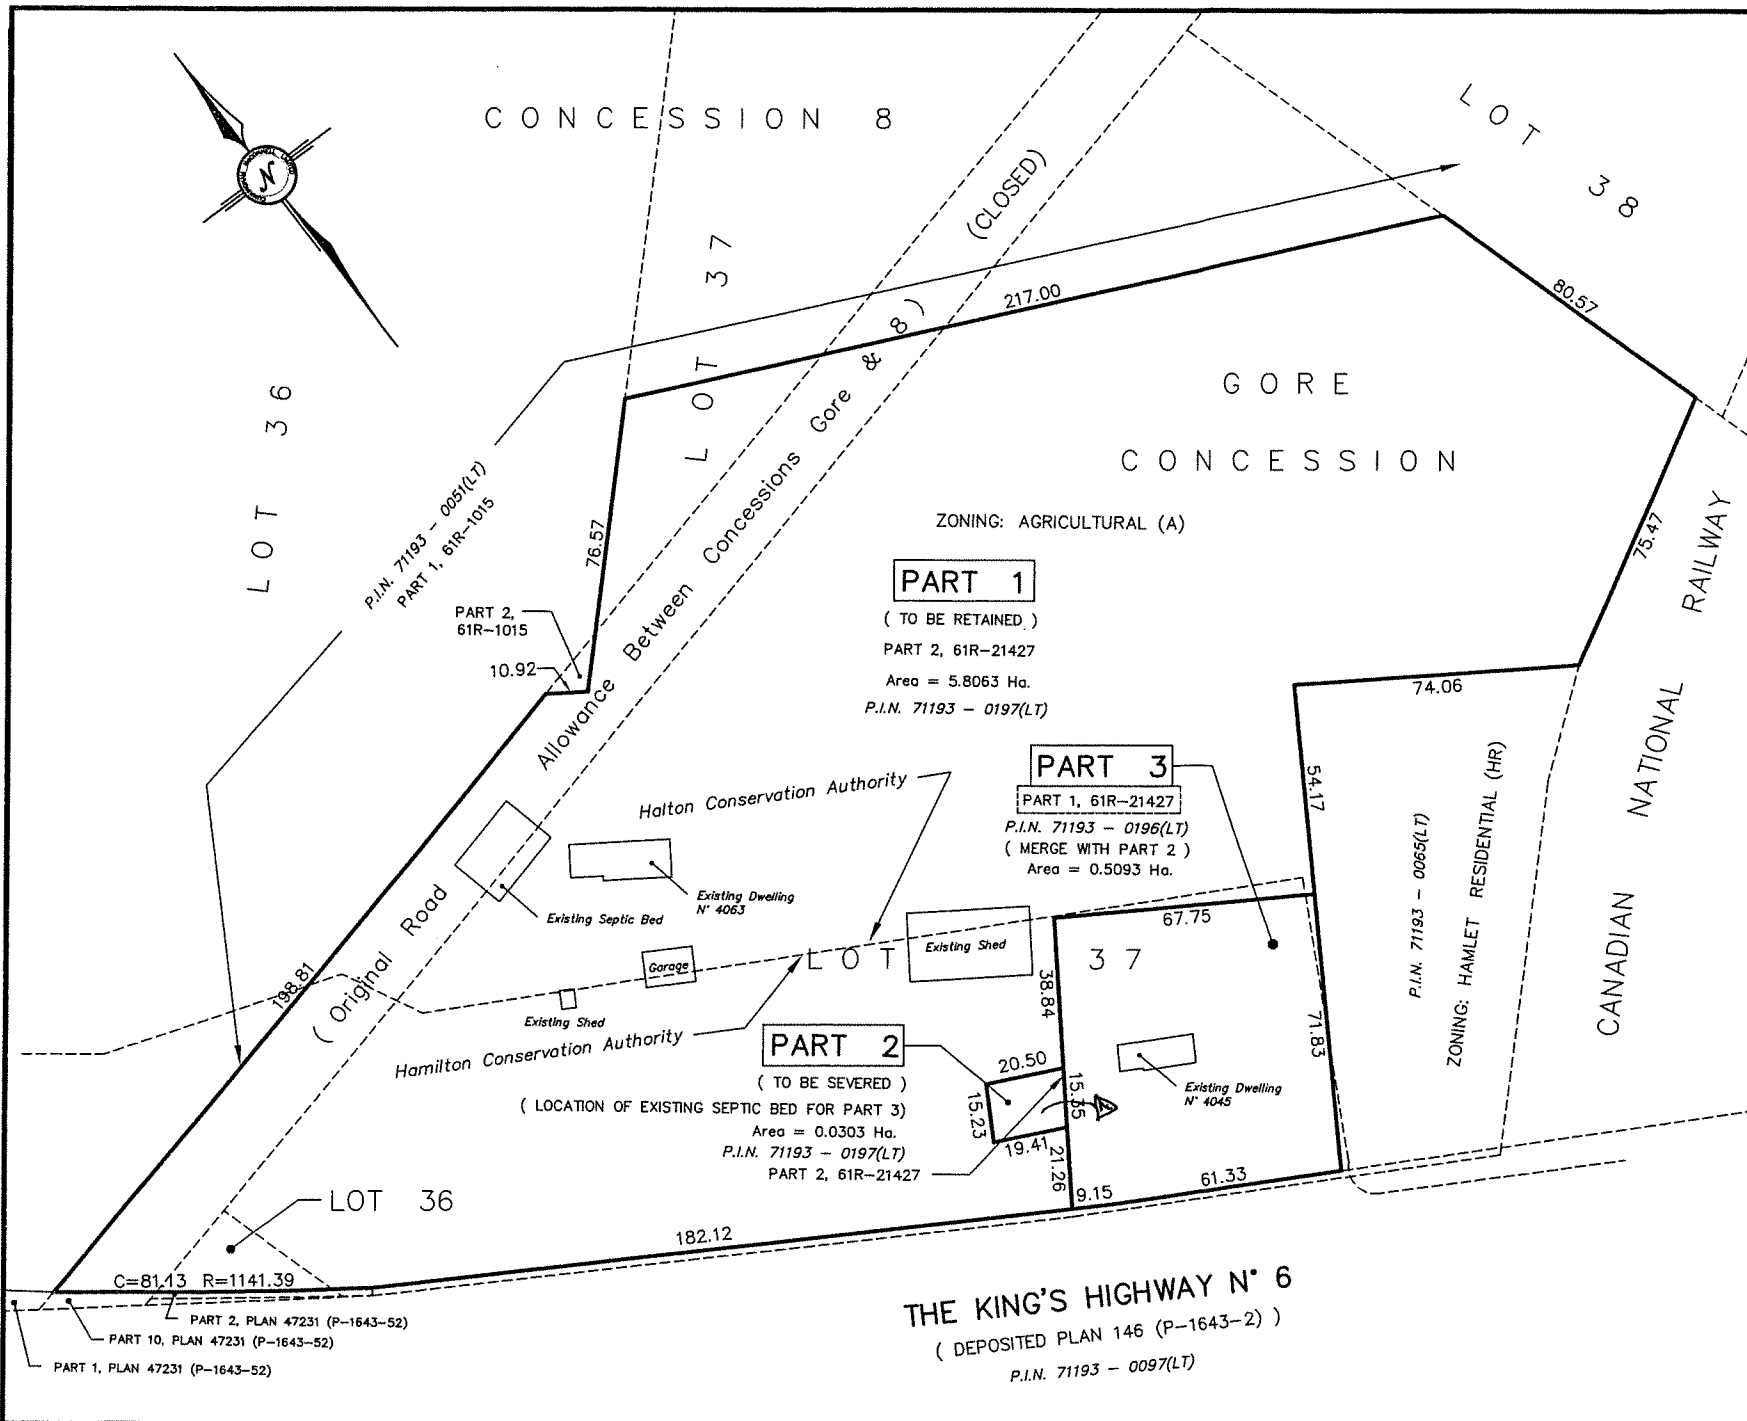 CONCESSION 8
N
LOT 38
(CLOSED)
217.00
80.57
LOT 37
LOT 36
GORE
CONCESSION
ZONING: AGRICULTURAL (A)
PART 1
( TO BE RETAINED )
PART 2, 61R-21427
Area = 5.8063 Ha.
P.I.N. 71193 - 0197(LT)
P.I.N. 71193 - 0051(LT)
PART 1, 61R-1015
76.57
PART 2,
61R-1015
10.92
( Original Road Allowance Between Concessions Gore & 8 )
75.47
CANADIAN NATIONAL RAILWAY
74.06
54.17
PART 3
PART 1, 61R-21427
P.I.N. 71193 - 0196(LT)
( MERGE WITH PART 2 )
Area = 0.5093 Ha.
P.I.N. 71193 - 0065(LT)
ZONING: HAMLET RESIDENTIAL (HR)
Halton Conservation Authority
Existing Dwelling
N° 4063
Existing Septic Bed
Garage
Existing Shed
LOT 37
Existing Shed
67.75
38.84
71.83
198.81
Hamilton Conservation Authority
PART 2
( TO BE SEVERED )
( LOCATION OF EXISTING SEPTIC BED FOR PART 3)
Area = 0.0303 Ha.
P.I.N. 71193 - 0197(LT)
PART 2, 61R-21427
20.50
15.23
15.35
19.41
21.26
Existing Dwelling
N° 4045
9.15
61.33
LOT 36
182.12
C=81.13 R=1141.39
PART 2, PLAN 47231 (P-1643-52)
PART 10, PLAN 47231 (P-1643-52)
PART 1, PLAN 47231 (P-1643-52)
THE KING'S HIGHWAY N° 6
( DEPOSITED PLAN 146 (P-1643-2) )
P.I.N. 71193 - 0097(LT)